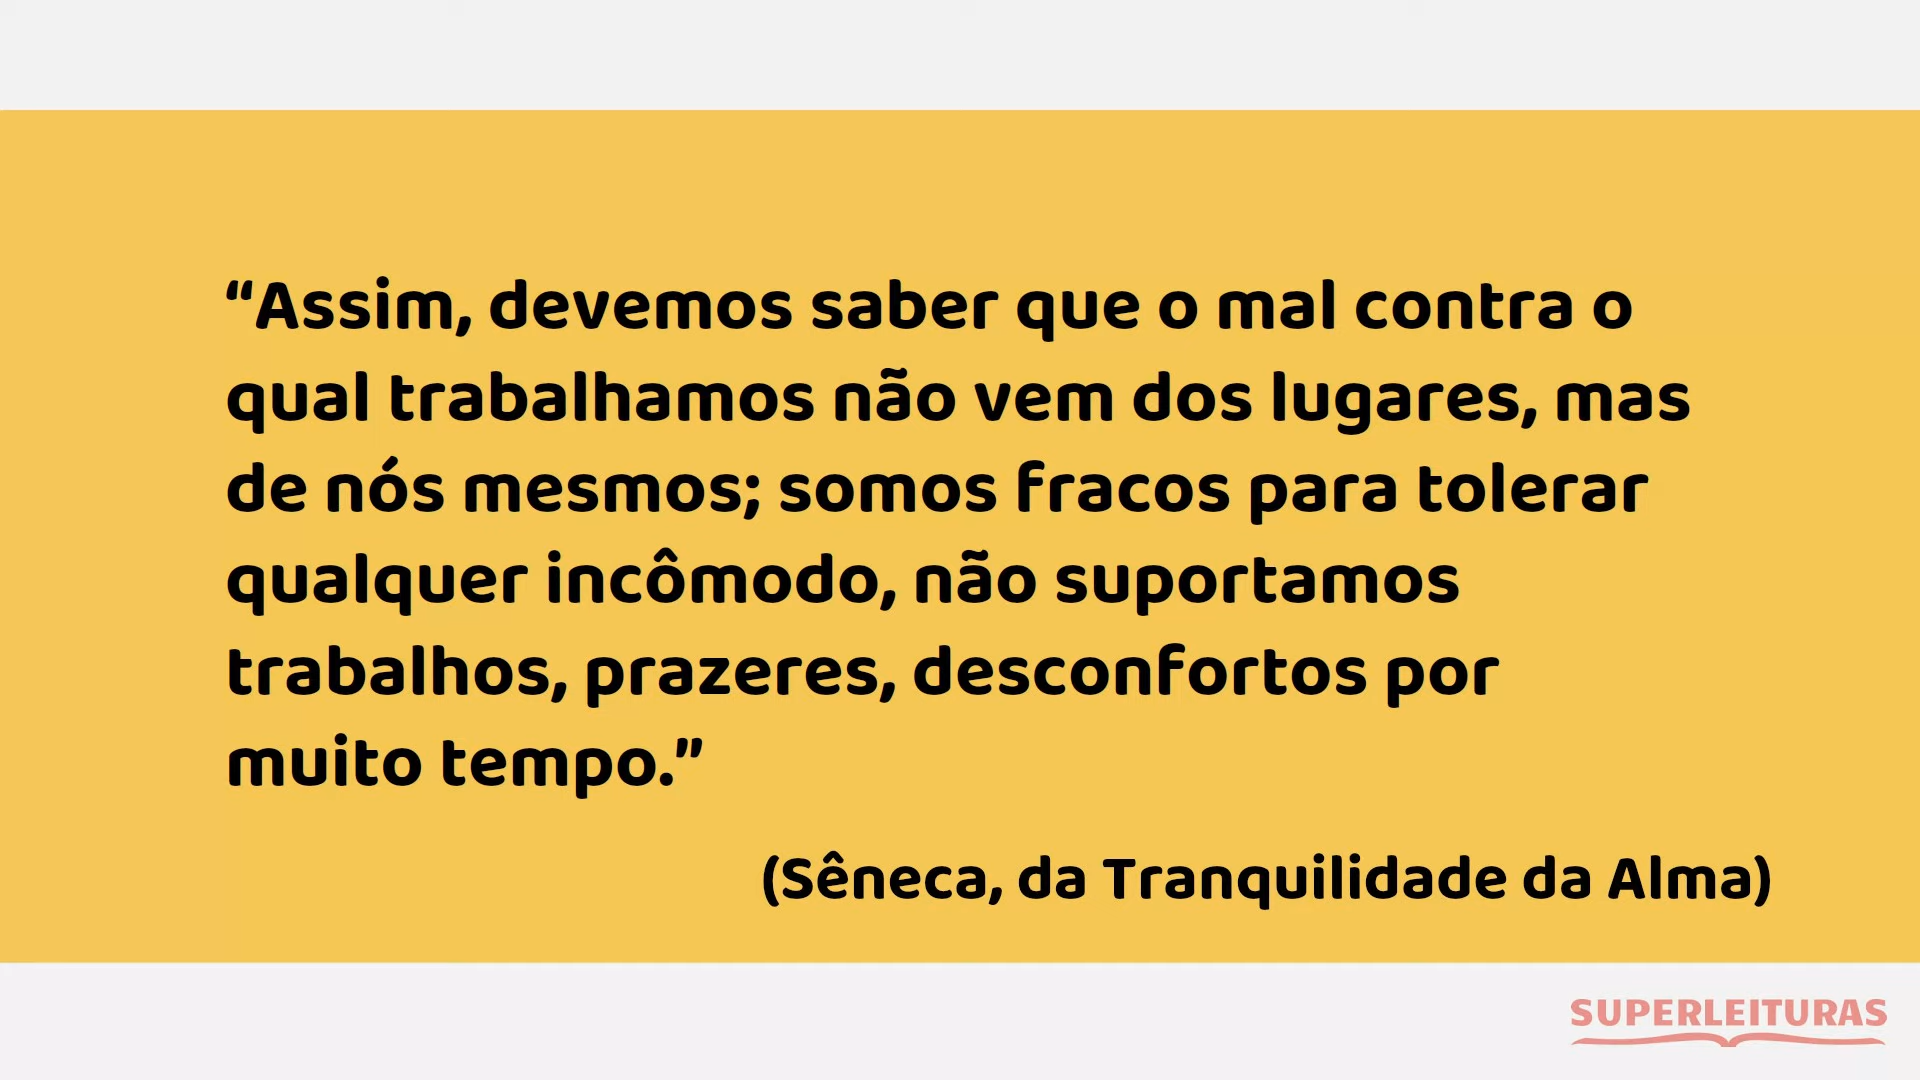 “Assim, devemos saber que o mal contra o
qual trabalhamos não vem dos lugares, mas
de nós mesmos; somos fracos para tolerar
qualquer incômodo, não suportamos
trabalhos, prazeres, desconfortos por
muito tempo.”
(Sêneca, da Tranquilidade da Alma)
SUPERLEITURAS